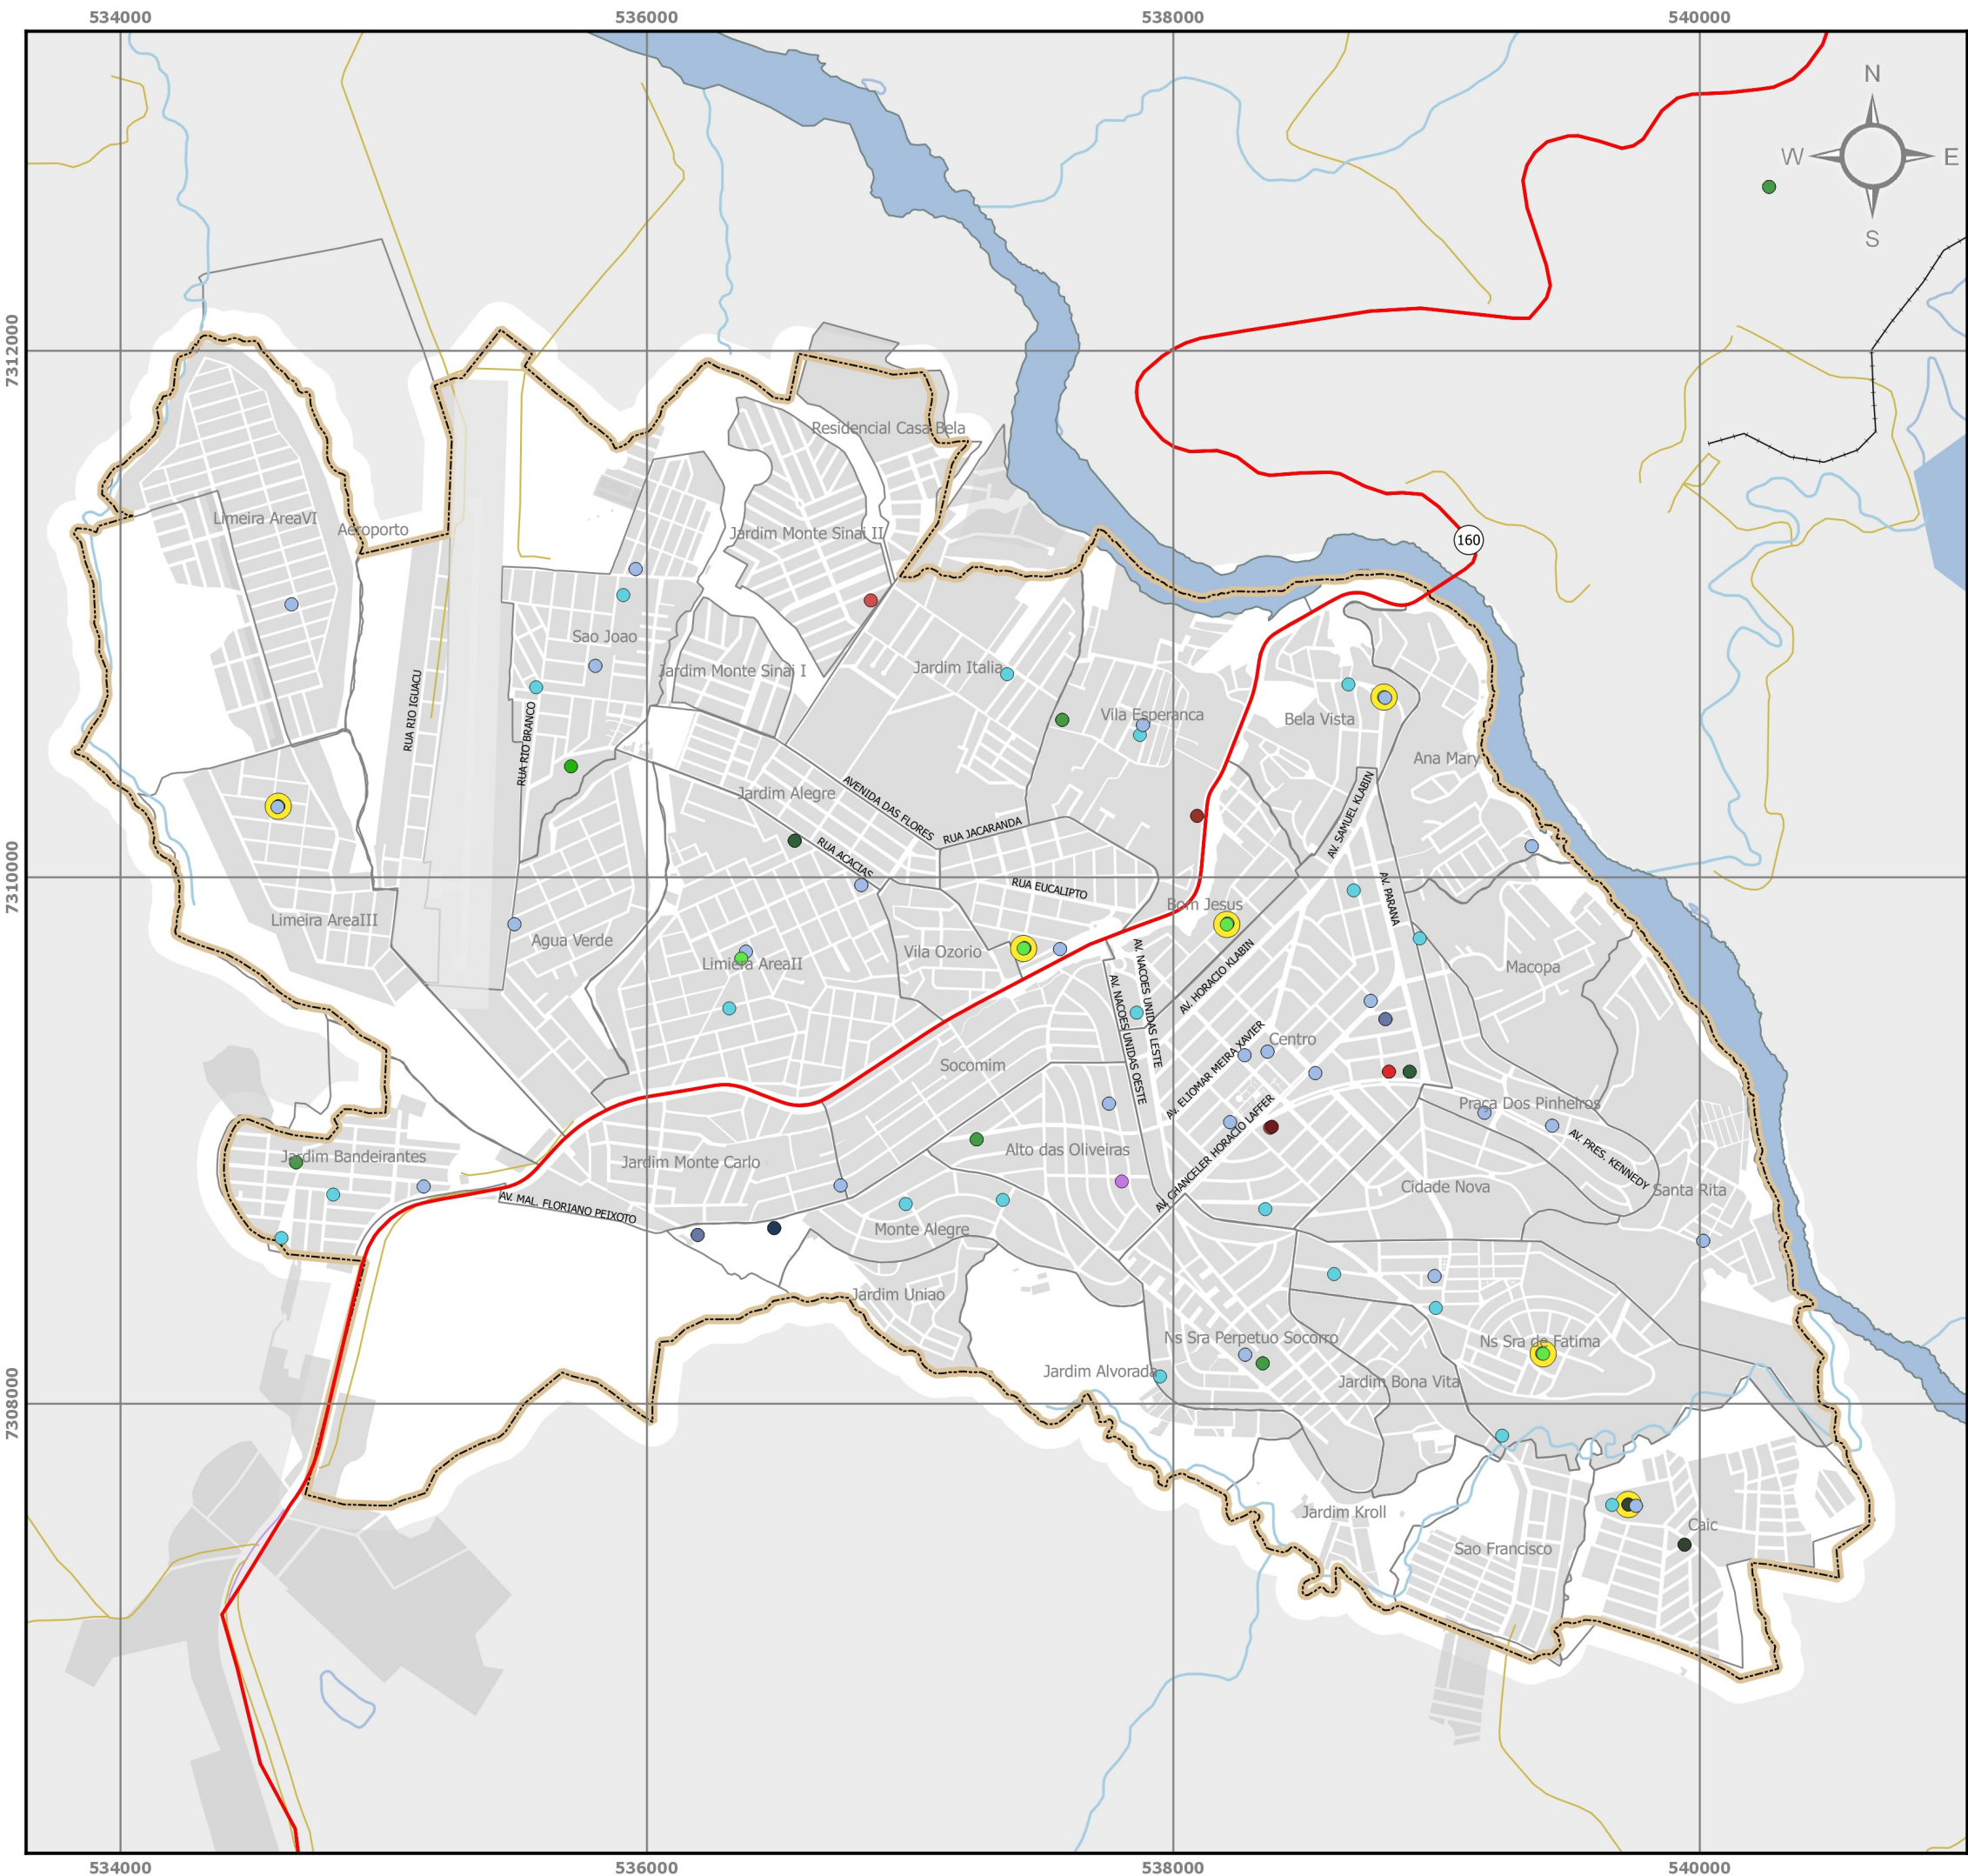 534000 536000 538000 540000
N
W E
S
7312000
Residencial Casa Bela
Limeira AreaVI
Aeroporto
Jardim Monte Sinai II
160
Sao Joao
Jardim Monte Sinai I
Jardim Italia
RUA RIO IGUACU
RUA RIO BRANCO
Vila Esperanca
Bela Vista
Ana Mary
Jardim Alegre
AVENIDA DAS FLORES
RUA JACARANDA
AV. SAMUEL KLABIN
RUA ACACIAS
7310000
RUA EUCALIPTO
AV. PARANA
Bom Jesus
Limeira AreaIII
Agua Verde
Vila Ozorio
Limiera AreaII
AV. HORACIO KLABIN
Macopa
AV. NACOES UNIDAS LESTE
AV. NACOES UNIDAS OESTE
Centro
Socomim
AV. ELIOMAR MEIRA XAVIER
Praca Dos Pinheiros
AV. CHANCELER HORACIO LAFFER
Alto das Oliveiras
Jardim Bandeirantes
Jardim Monte Carlo
AV. PRES. KENNEDY
Cidade Nova
Santa Rita
AV. MAL. FLORIANO PEIXOTO
Monte Alegre
Jardim Uniao
Ns Sra Perpetuo Socorro
Ns Sra de Fatima
Jardim Alvorada
Jardim Bona Vita
7308000
Jardim Kroll
Caic
Sao Francisco
534000 536000 538000 540000